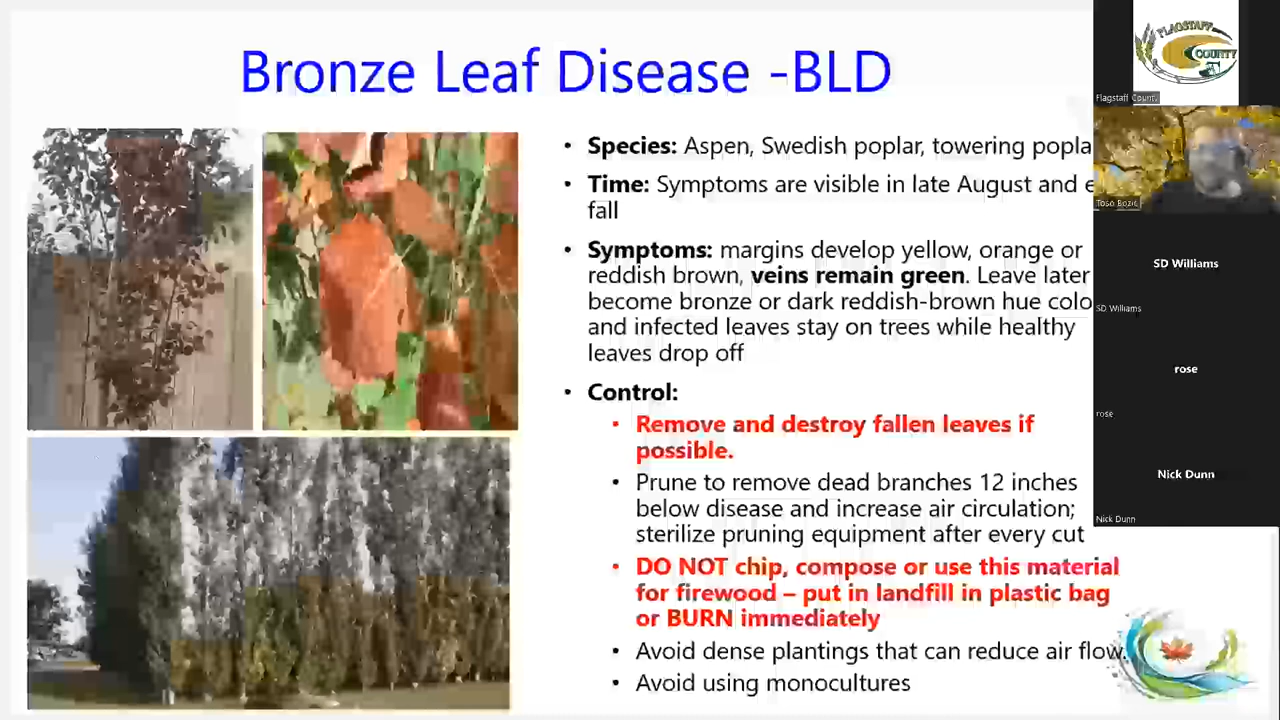 Bronze Leaf Disease -BLD
• Species: Aspen, Swedish poplar, towering popla
• Time: Symptoms are visible in late August and e
fall
• Symptoms: margins develop yellow, orange or
reddish brown, veins remain green. Leave later
become bronze or dark reddish-brown hue colo
and infected leaves stay on trees while healthy
leaves drop off
• Control:
• Remove and destroy fallen leaves if
possible.
• Prune to remove dead branches 12 inches
below disease and increase air circulation;
sterilize pruning equipment after every cut
• DO NOT chip, compose or use this material
for firewood – put in landfill in plastic bag
or BURN immediately
• Avoid dense plantings that can reduce air flow.
• Avoid using monocultures
FLAGSTAFF
COUNTY
Flagstaff County
Toso Bozic
SD Williams
SD Williams
rose
rose
Nick Dunn
Nick Dunn